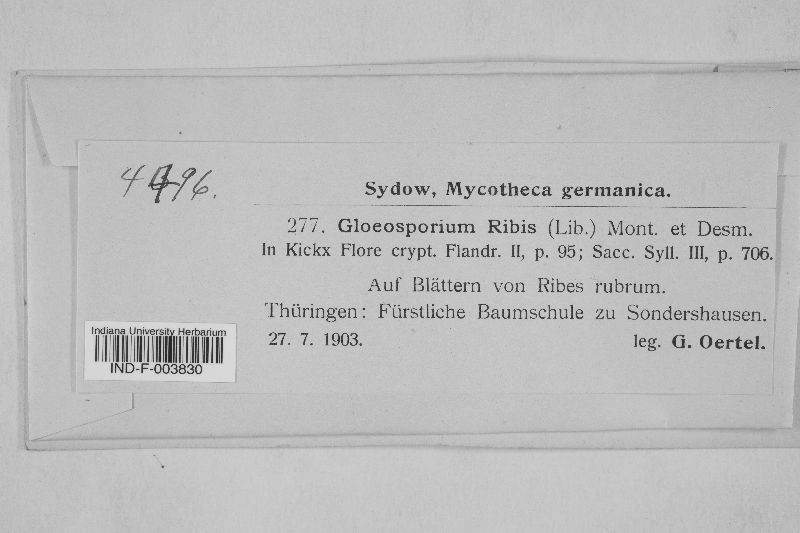 Sydow, Mycotheca germanica.
277. Gloeosporium Ribis (Lib.) Mont. et Desm.
In Kickx Flore crypt. Flandr. II, p. 95; Sacc. Syll. III, p. 706.
Auf Blättern von Ribes rubrum.
Thüringen: Fürstliche Baumschule zu Sondershausen.
27. 7. 1903. leg. G. Oertel.
Indiana University Herbarium
IND-F-003830